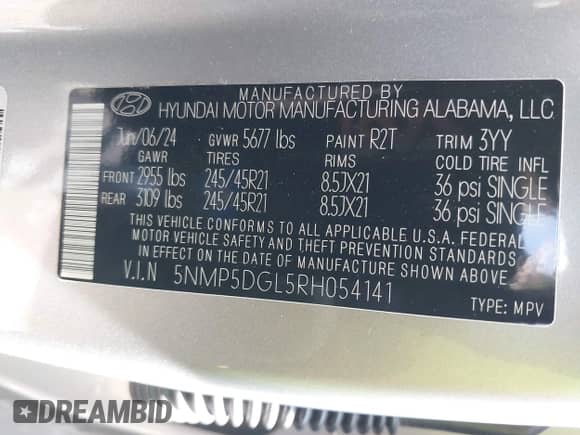 MANUFACTURED BY
HYUNDAI MOTOR MANUFACTURING ALABAMA, LLC.
Jun/06/24 GVWR 5677 lbs PAINT R2T TRIM 3YY
GAWR TIRES RIMS COLD TIRE INFL
FRONT 2955 lbs 245/45R21 8.5JX21 36 psi SINGLE
REAR 3109 lbs 245/45R21 8.5JX21 36 psi SINGLE
THIS VEHICLE CONFORMS TO ALL APPLICABLE U.S.A. FEDERAL
MOTOR VEHICLE SAFETY AND THEFT PREVENTION STANDARDS
IN EFFECT ON THE DATE OF MANUFACTURE SHOWN ABOVE.
V.I.N 5NMP5DGL5RH054141
TYPE: MPV
DREAMBID